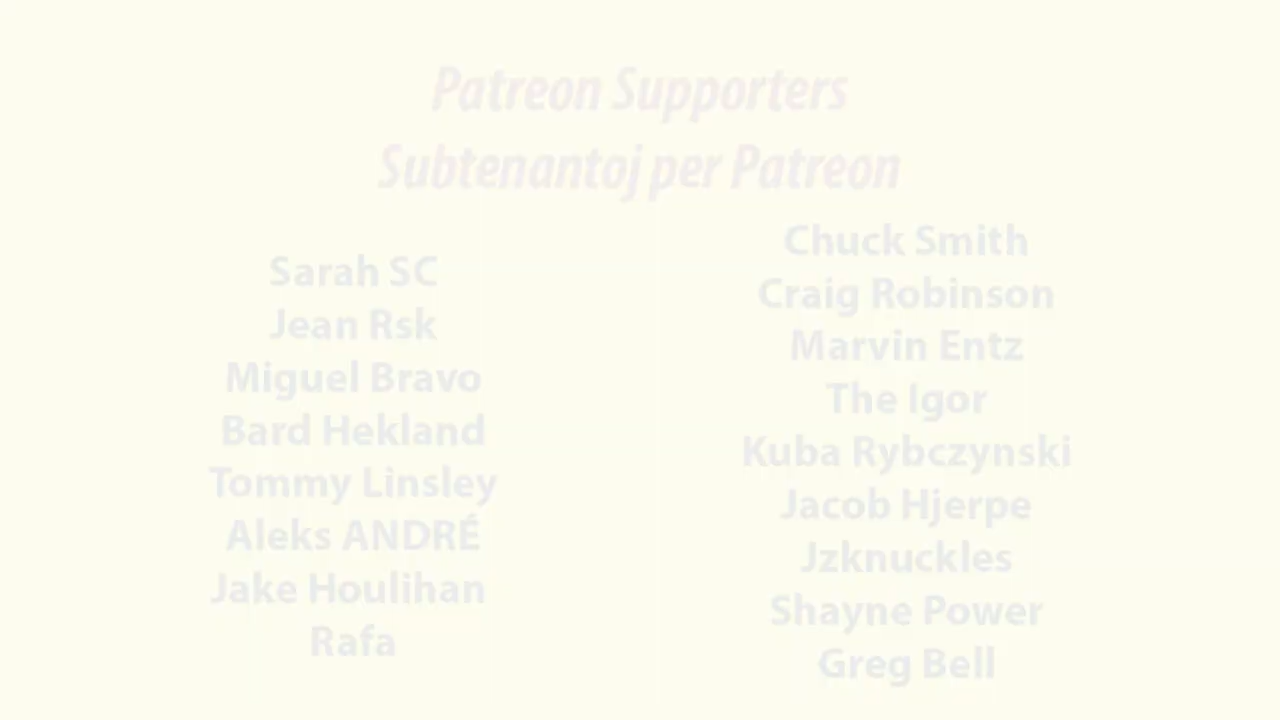 Patreon Supporters
Subtenantoj per Patreon
Sarah SC
Jean Rsk
Miguel Bravo
Bard Hekland
Tommy Linsley
Aleks ANDRÉ
Jake Houlihan
Rafa
Chuck Smith
Craig Robinson
Marvin Entz
The Igor
Kuba Rybczynski
Jacob Hjerpe
Jzknuckles
Shayne Power
Greg Bell